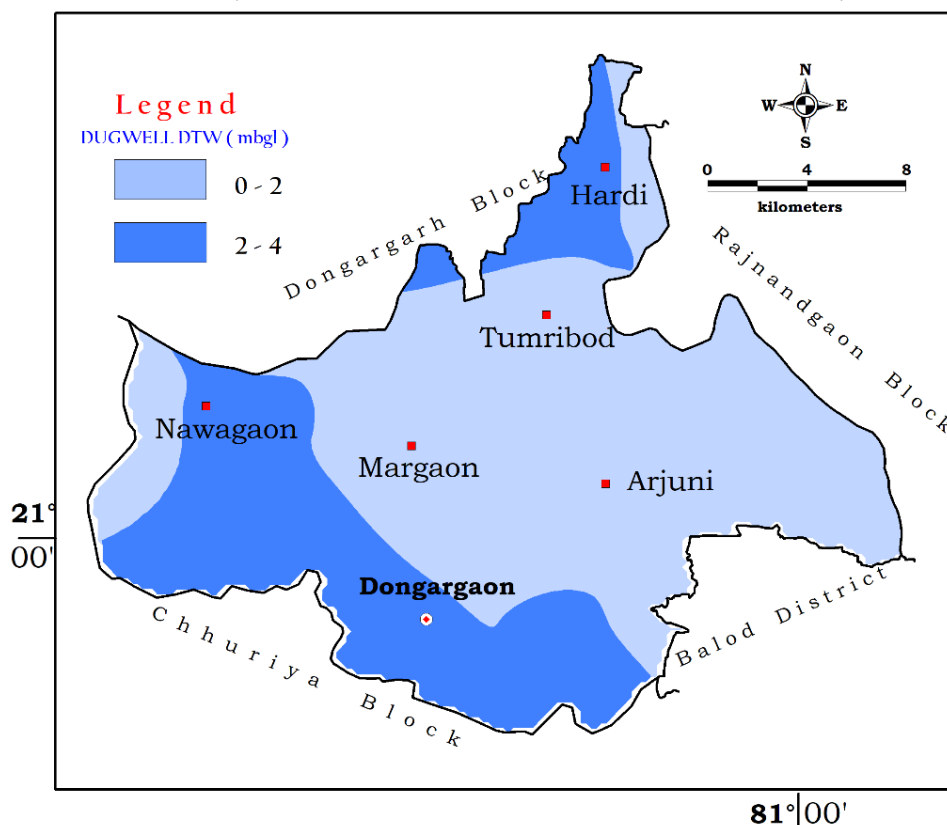 Legend
DUGWELL DTW ( mbgl )
0 - 2
2 - 4
N
W E
S
0 4 8
kilometers
Dongargarh Block
Rajnandgaon Block
Hardi
Tumribod
Nawagaon
Margaon
Arjuni
21°
00'
Dongargaon
Chhuriya Block
Balod District
81° 00'